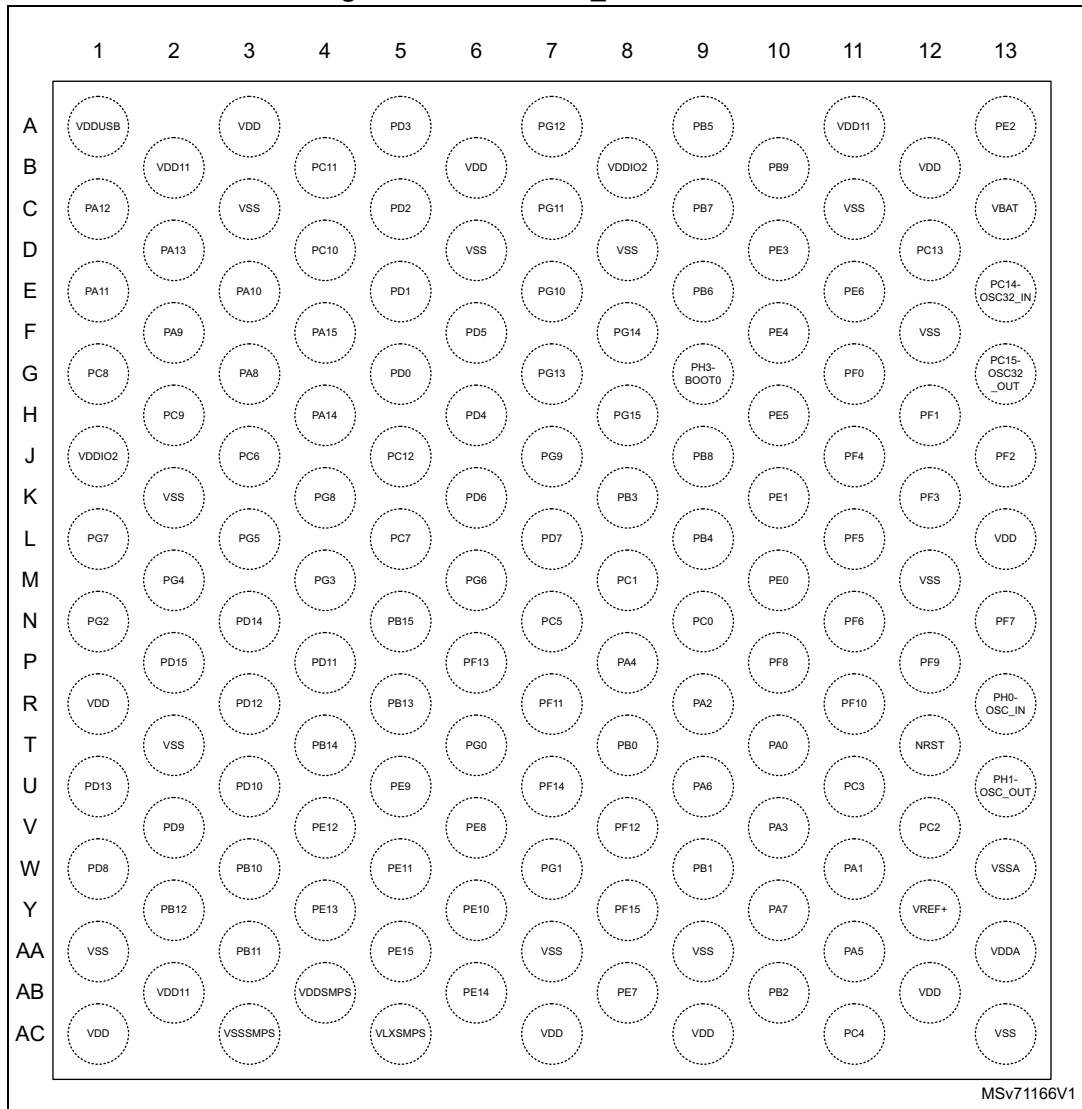 1 2 3 4 5 6 7 8 9 10 11 12 13
A VDDUSB VDD PD3 PG12 PB5 VDD11 PE2
B VDD11 PC11 VDD VDDIO2 PB9 VDD
C PA12 VSS PD2 PG11 PB7 VSS VBAT
D PA13 PC10 VSS VSS PE3 PC13
E PA11 PA10 PD1 PG10 PB6 PE6 PC14-OSC32_IN
F PA9 PA15 PD5 PG14 PE4 VSS
G PC8 PA8 PD0 PG13 PH3-BOOT0 PF0 PC15-OSC32_OUT
H PC9 PA14 PD4 PG15 PE5 PF1
J VDDIO2 PC6 PC12 PG9 PB8 PF4 PF2
K VSS PG8 PD6 PB3 PE1 PF3
L PG7 PG5 PC7 PD7 PB4 PF5 VDD
M PG4 PG3 PG6 PC1 PE0 VSS
N PG2 PD14 PB15 PC5 PC0 PF6 PF7
P PD15 PD11 PF13 PA4 PF8 PF9
R VDD PD12 PB13 PF11 PA2 PF10 PH0-OSC_IN
T VSS PB14 PG0 PB0 PA0 NRST
U PD13 PD10 PE9 PF14 PA6 PC3 PH1-OSC_OUT
V PD9 PE12 PE8 PF12 PA3 PC2
W PD8 PB10 PE11 PG1 PB1 PA1 VSSA
Y PB12 PE13 PE10 PF15 PA7 VREF+
AA VSS PB11 PE15 VSS VSS PA5 VDDA
AB VDD11 VDDSMPS PE14 PE7 PB2 VDD
AC VDD VSSSMPS VLXSMPS VDD VDD PC4 VSS
MSv71166V1